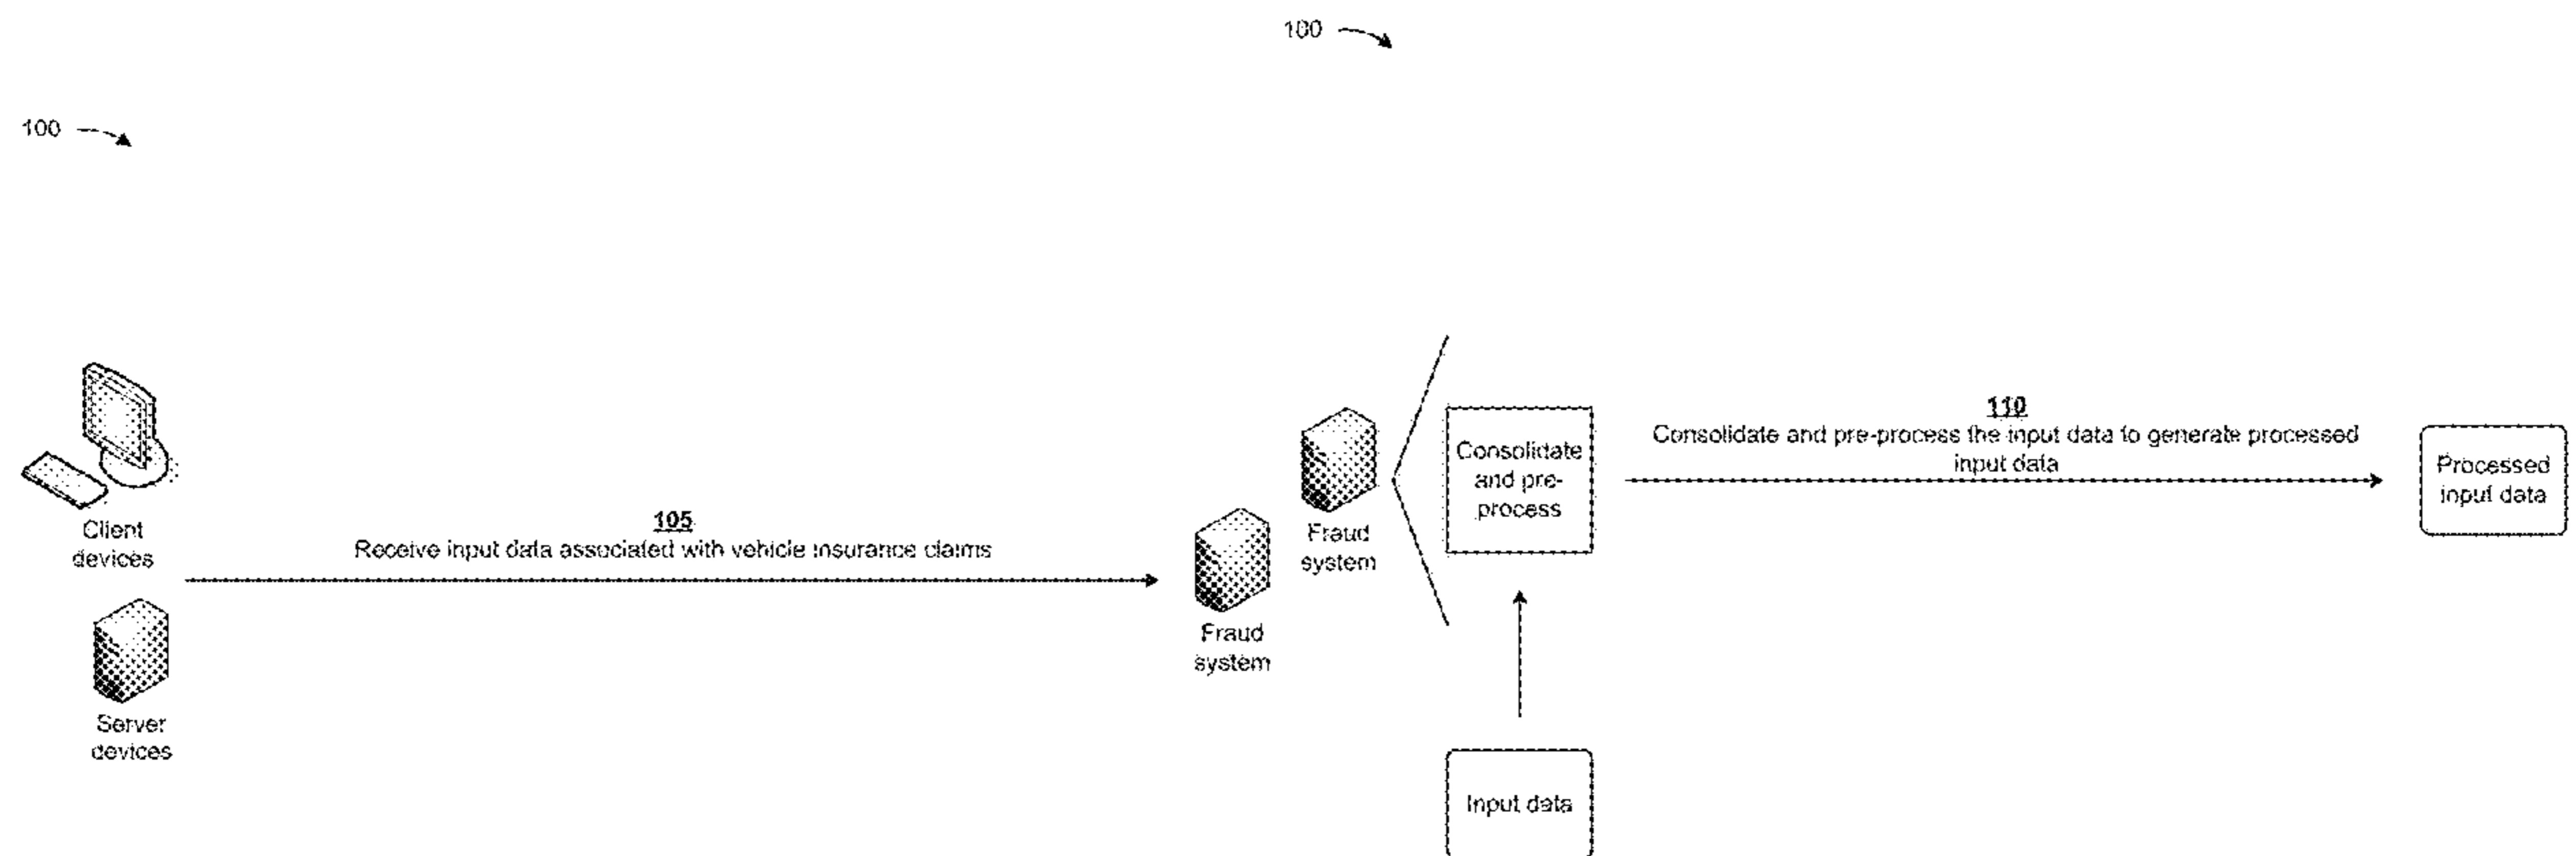 100
Client
devices
Server
devices
105
Receive input data associated with vehicle insurance claims
Fraud
system
100
Fraud
system
Consolidate
and pre-
process
Input data
110
Consolidate and pre-process the input data to generate processed
input data
Processed
input data